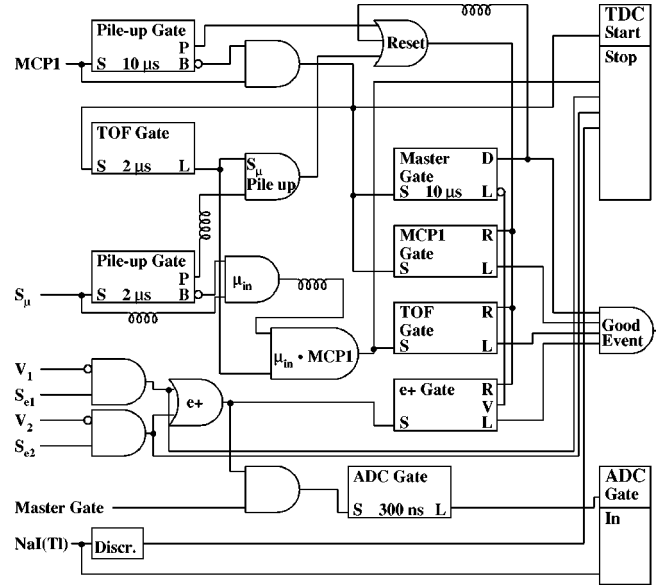 Pile-up Gate
P
MCP1 S 10 μs B
Reset
TDC
Start
Stop
TOF Gate
S 2 μs L
Sμ
Pile up
Master
Gate
D
S 10 μs L
MCP1
Gate
R
S L
Pile-up Gate
P
Sμ S 2 μs B
μin
TOF
Gate
R
S L
Good
Event
μin · MCP1
V1
Se1
V2
Se2
e+
e+ Gate R
V
S L
ADC Gate
S 300 ns L
ADC
Gate
In
Master Gate
NaI(Tl) Discr.